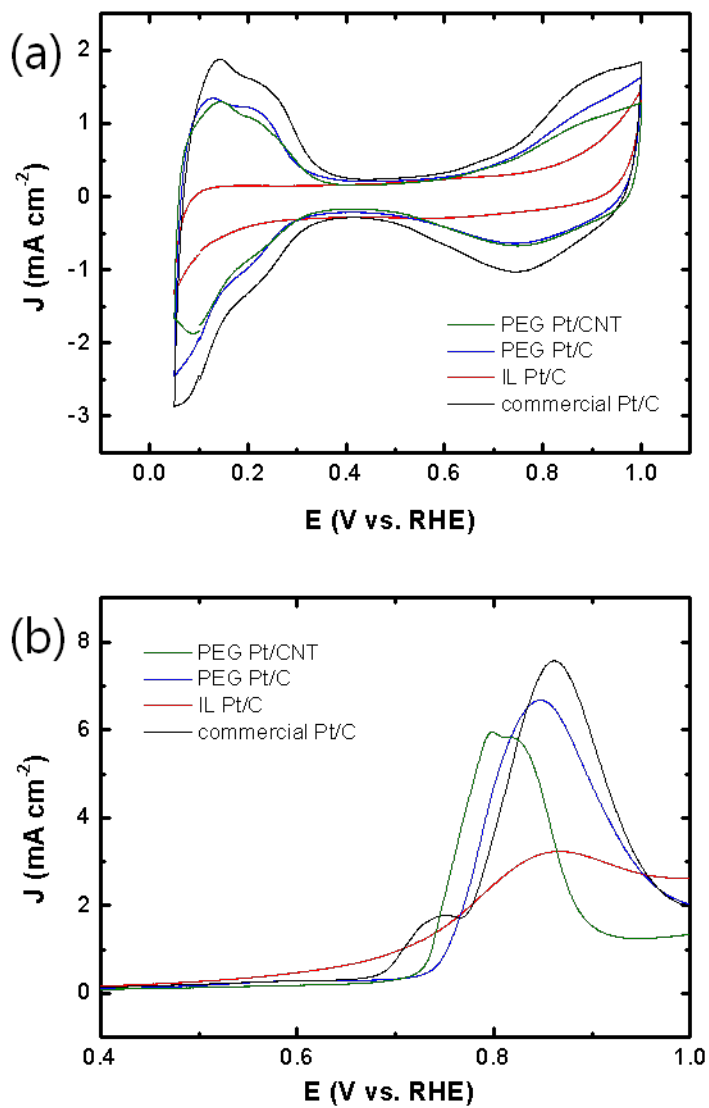 (a)
2
1
0
-1
-2
-3
J (mA cm⁻²)
PEG Pt/CNT
PEG Pt/C
IL Pt/C
commercial Pt/C
0.0 0.2 0.4 0.6 0.8 1.0
E (V vs. RHE)
(b)
8
6
4
2
0
J (mA cm⁻²)
PEG Pt/CNT
PEG Pt/C
IL Pt/C
commercial Pt/C
0.4 0.6 0.8 1.0
E (V vs. RHE)